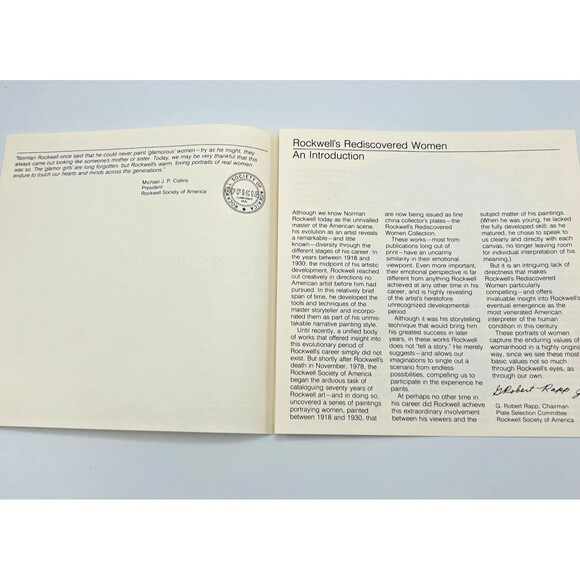 "Norman Rockwell once said that he could never paint 'glamorous' women—try as he might, they
always came out looking like someone's mother or sister. Today, we may be very thankful that this
was so. The 'glamor girls' are long forgotten, but Rockwell's warm, loving portraits of real women
endure to touch our hearts and minds across the generations."
Michael J. P. Collins
President
Rockwell Society of America
ROCKWELL SOCIETY OF AMERICA
Rockwell's Rediscovered Women
An Introduction
Although we know Norman
Rockwell today as the unrivalled
master of the American scene,
his evolution as an artist reveals
a remarkable—and little
known—diversity through the
different stages of his career. In
the years between 1918 and
1930, the midpoint of his artistic
development, Rockwell reached
out creatively in directions no
American artist before him had
pursued. In this relatively brief
span of time, he developed the
tools and techniques of the
master storyteller and incorpo-
rated them as part of his unmis-
takable narrative painting style.
Until recently, a unified body
of works that offered insight into
this evolutionary period of
Rockwell's career simply did not
exist. But shortly after Rockwell's
death in November, 1978, the
Rockwell Society of America
began the arduous task of
cataloguing seventy years of
Rockwell art—and in doing so,
uncovered a series of paintings
portraying women, painted
between 1918 and 1930, that
are now being issued as fine
china collector's plates—the
Rockwell's Rediscovered
Women Collection.
These works—most from
publications long out of
print—have an uncanny
similarity in their emotional
viewpoint. Even more important,
their emotional perspective is far
different from anything Rockwell
achieved at any other time in his
career, and is highly revealing
of the artist's heretofore
unrecognized developmental
period.
Although it was his storytelling
technique that would bring him
his greatest success in later
years, in these works Rockwell
does not "tell a story." He merely
suggests—and allows our
imaginations to single out a
scenario from endless
possibilities, compelling us to
participate in the experience he
paints.
At perhaps no other time in
his career did Rockwell achieve
this extraordinary involvement
between his viewers and the
subject matter of his paintings.
(When he was young, he lacked
the fully developed skill; as he
matured, he chose to speak to
us clearly and directly with each
canvas, no longer leaving room
for individual interpretation of his
meaning.)
But it is an intriguing lack of
directness that makes
Rockwell's Rediscovered
Women particularly
compelling—and offers
invaluable insight into Rockwell's
eventual emergence as the
most venerated American
interpreter of the human
condition in this century.
These portraits of women
capture the enduring values of
womanhood in a highly original
way, since we see these most
basic values not so much
through Rockwell's eyes, as
through our own.
G. Robert Rapp
G. Robert Rapp, Chairman
Plate Selection Committee
Rockwell Society of America